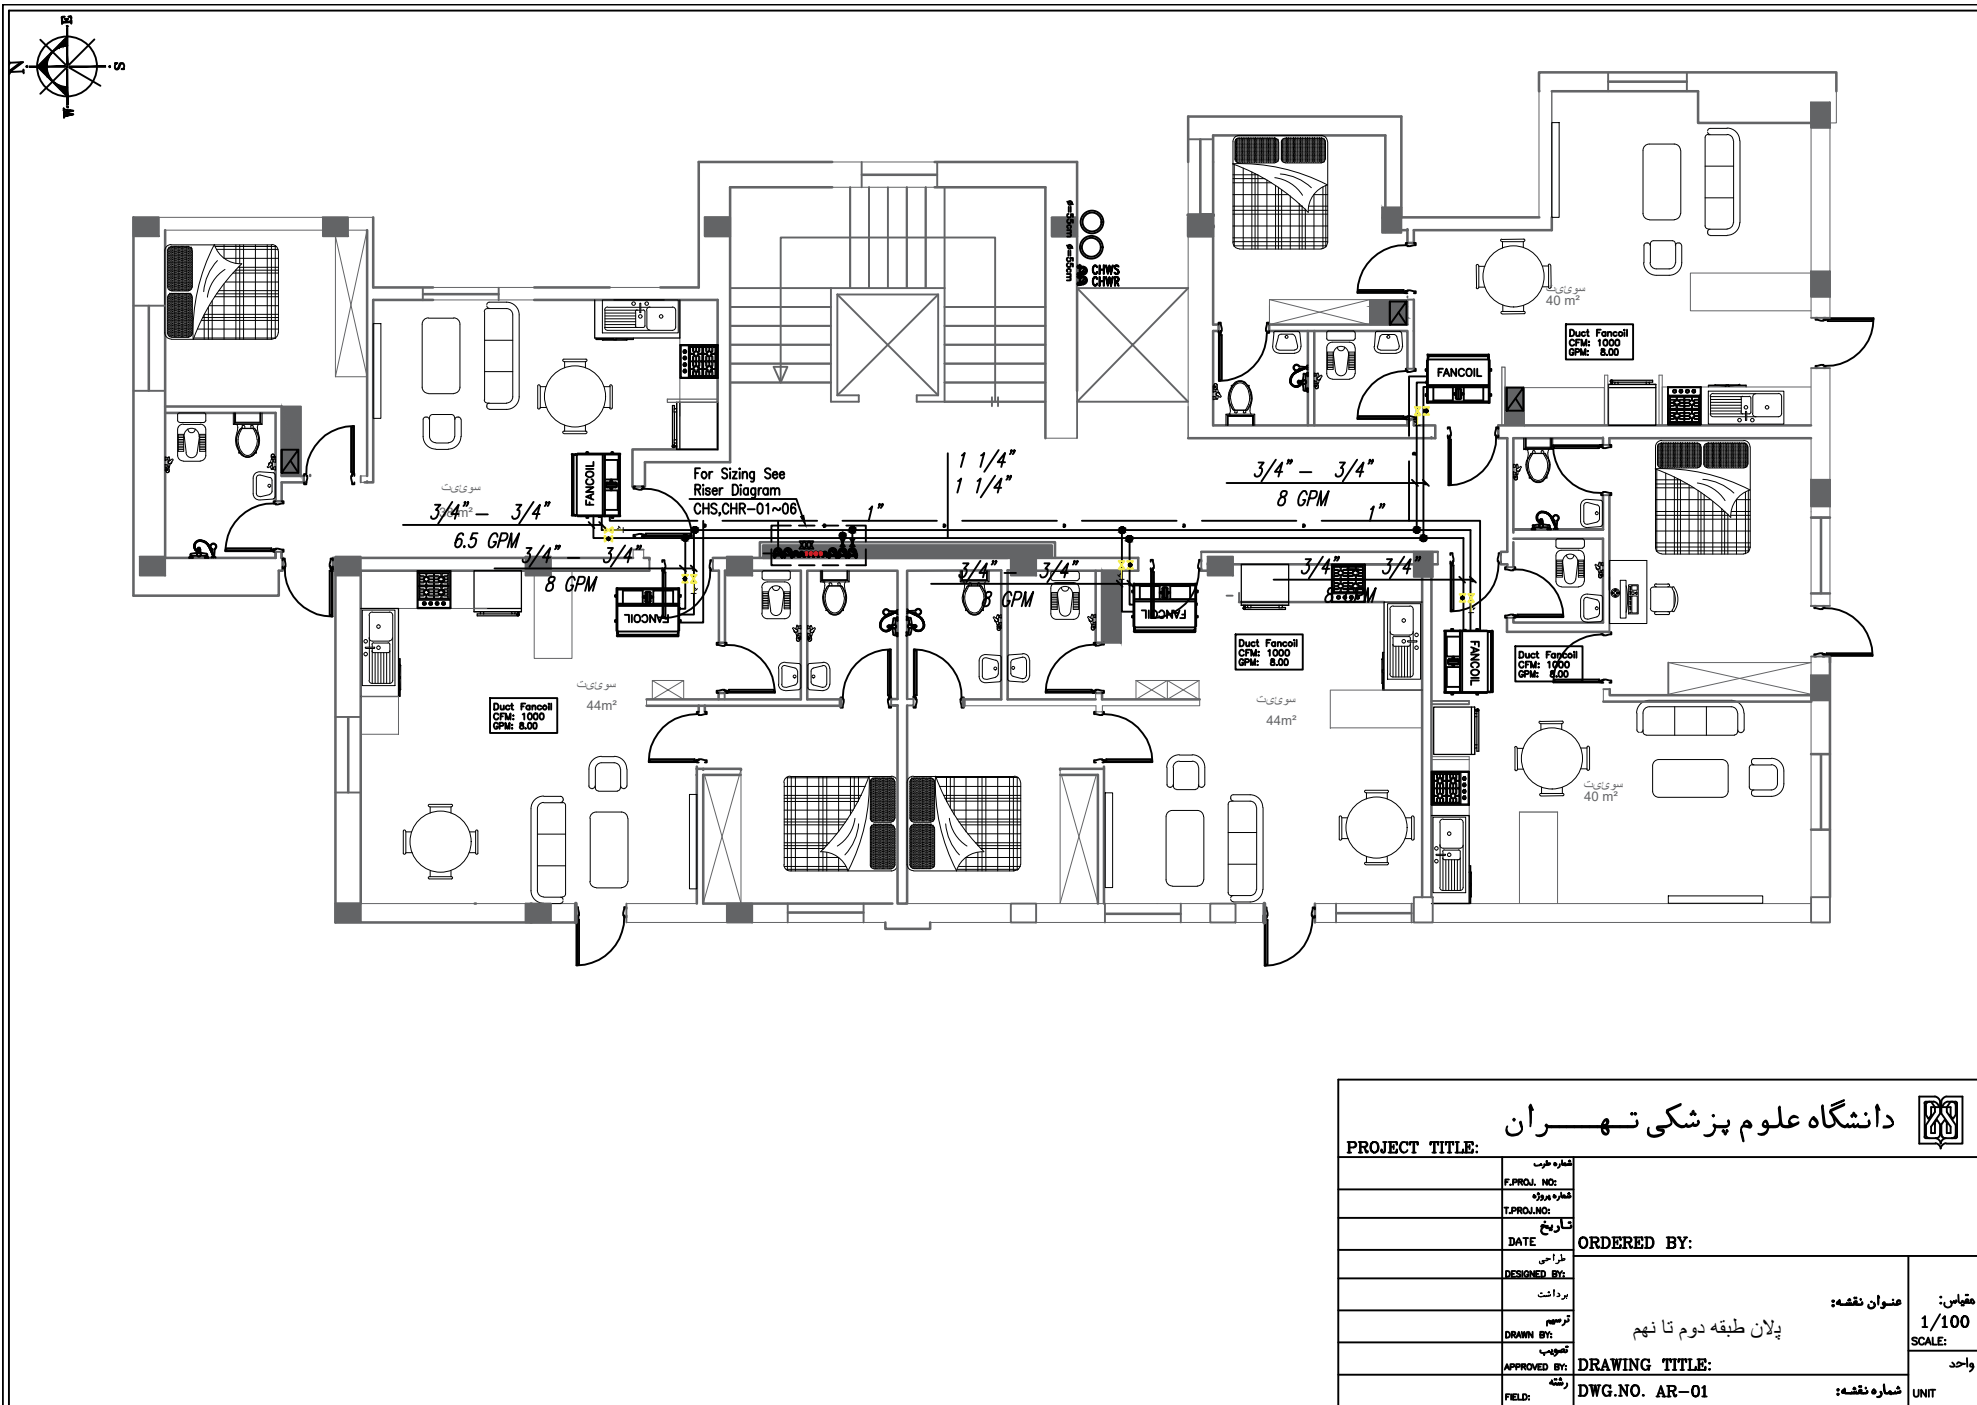 E
N
S
W
ø=55cm
ø=55cm
CHWS
CHWR
سوئیت
40 m²
Duct Fancoil
CFM: 1000
GPM: 8.00
FANCOIL
FANCOIL
For Sizing See
Riser Diagram
CHS,CHR-01~06
1 1/4"
1 1/4"
3/4" - 3/4"
8 GPM
سوئیت
3/4" - 3/4"
6.5 GPM
1"
1"
3/4" - 3/4"
8 GPM
3/4" - 3/4"
8 GPM
3/4" - 3/4"
8 GPM
FANCOIL
FANCOIL
FANCOIL
Duct Fancoil
CFM: 1000
GPM: 8.00
Duct Fancoil
CFM: 1000
GPM: 8.00
سوئیت
44m²
سوئیت
44m²
Duct Fancoil
CFM: 1000
GPM: 8.00
سوئیت
40 m²
دانشگاه علوم پزشکی تهران
PROJECT TITLE:
شماره طرب
F.PROJ. NO:
شماره پروژه
T.PROJ.NO:
تاریخ
DATE
ORDERED BY:
طراحی
DESIGNED BY:
برداشت
عنوان نقشه:
مقیاس:
1/100
SCALE:
ترسیم
DRAWN BY:
پلان طبقه دوم تا نهم
تصویب
APPROVED BY:
DRAWING TITLE:
واحد
UNIT
رشته
FIELD:
DWG.NO. AR-01
شماره نقشه: